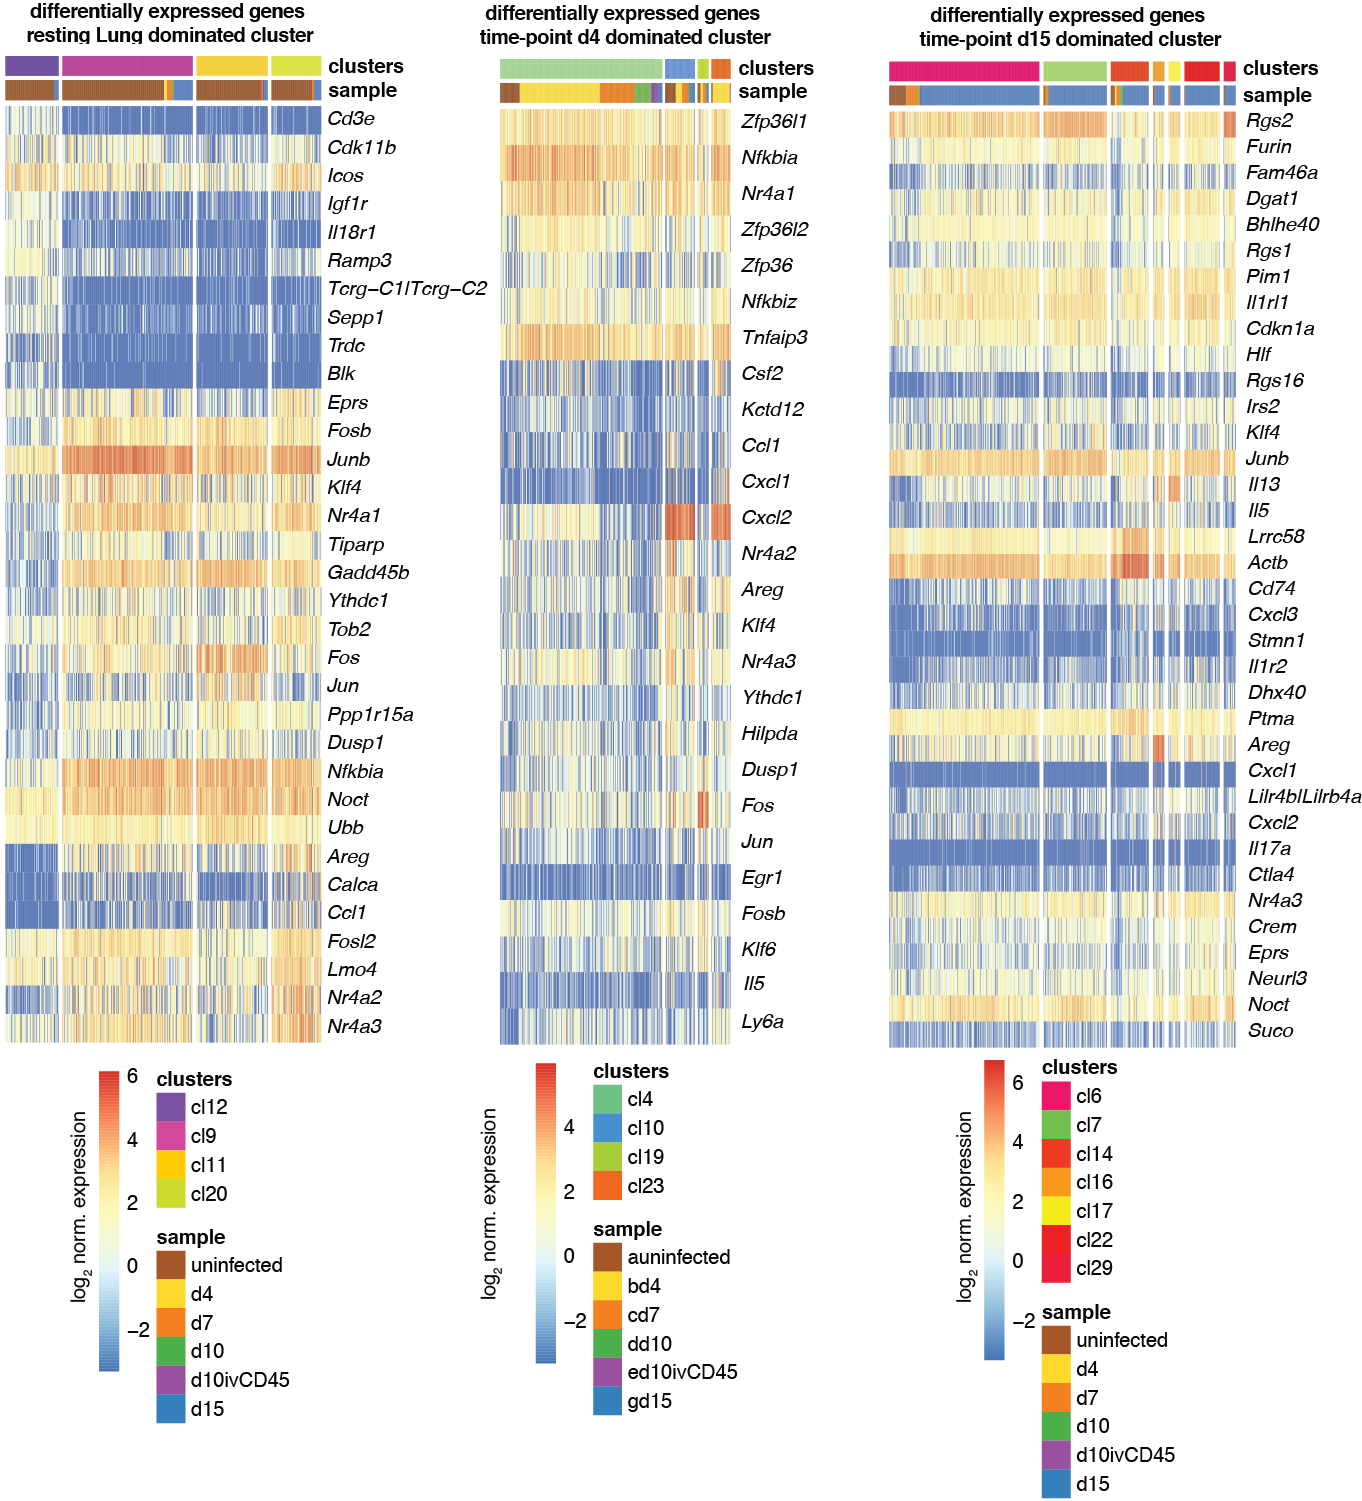 differentially expressed genes
resting Lung dominated cluster
clusters
sample
Cd3e
Cdk11b
Icos
Igf1r
Il18r1
Ramp3
Tcrg−C1|Tcrg−C2
Sepp1
Trdc
Blk
Eprs
Fosb
Junb
Klf4
Nr4a1
Tiparp
Gadd45b
Ythdc1
Tob2
Fos
Jun
Ppp1r15a
Dusp1
Nfkbia
Noct
Ubb
Areg
Calca
Ccl1
Fosl2
Lmo4
Nr4a2
Nr4a3
log2 norm. expression
6
4
2
0
−2
clusters
cl12
cl9
cl11
cl20
sample
uninfected
d4
d7
d10
d10ivCD45
d15
differentially expressed genes
time-point d4 dominated cluster
clusters
sample
Zfp36l1
Nfkbia
Nr4a1
Zfp36l2
Zfp36
Nfkbiz
Tnfaip3
Csf2
Kctd12
Ccl1
Cxcl1
Cxcl2
Nr4a2
Areg
Klf4
Nr4a3
Ythdc1
Hilpda
Dusp1
Fos
Jun
Egr1
Fosb
Klf6
Il5
Ly6a
log2 norm. expression
4
2
0
−2
clusters
cl4
cl10
cl19
cl23
sample
auninfected
bd4
cd7
dd10
ed10ivCD45
gd15
differentially expressed genes
time-point d15 dominated cluster
clusters
sample
Rgs2
Furin
Fam46a
Dgat1
Bhlhe40
Rgs1
Pim1
Il1rl1
Cdkn1a
Hlf
Rgs16
Irs2
Klf4
Junb
Il13
Il5
Lrrc58
Actb
Cd74
Cxcl3
Stmn1
Il1r2
Dhx40
Ptma
Areg
Cxcl1
Lilr4b|Lilrb4a
Cxcl2
Il17a
Ctla4
Nr4a3
Crem
Eprs
Neurl3
Noct
Suco
log2 norm. expression
6
4
2
0
−2
clusters
cl6
cl7
cl14
cl16
cl17
cl22
cl29
sample
uninfected
d4
d7
d10
d10ivCD45
d15